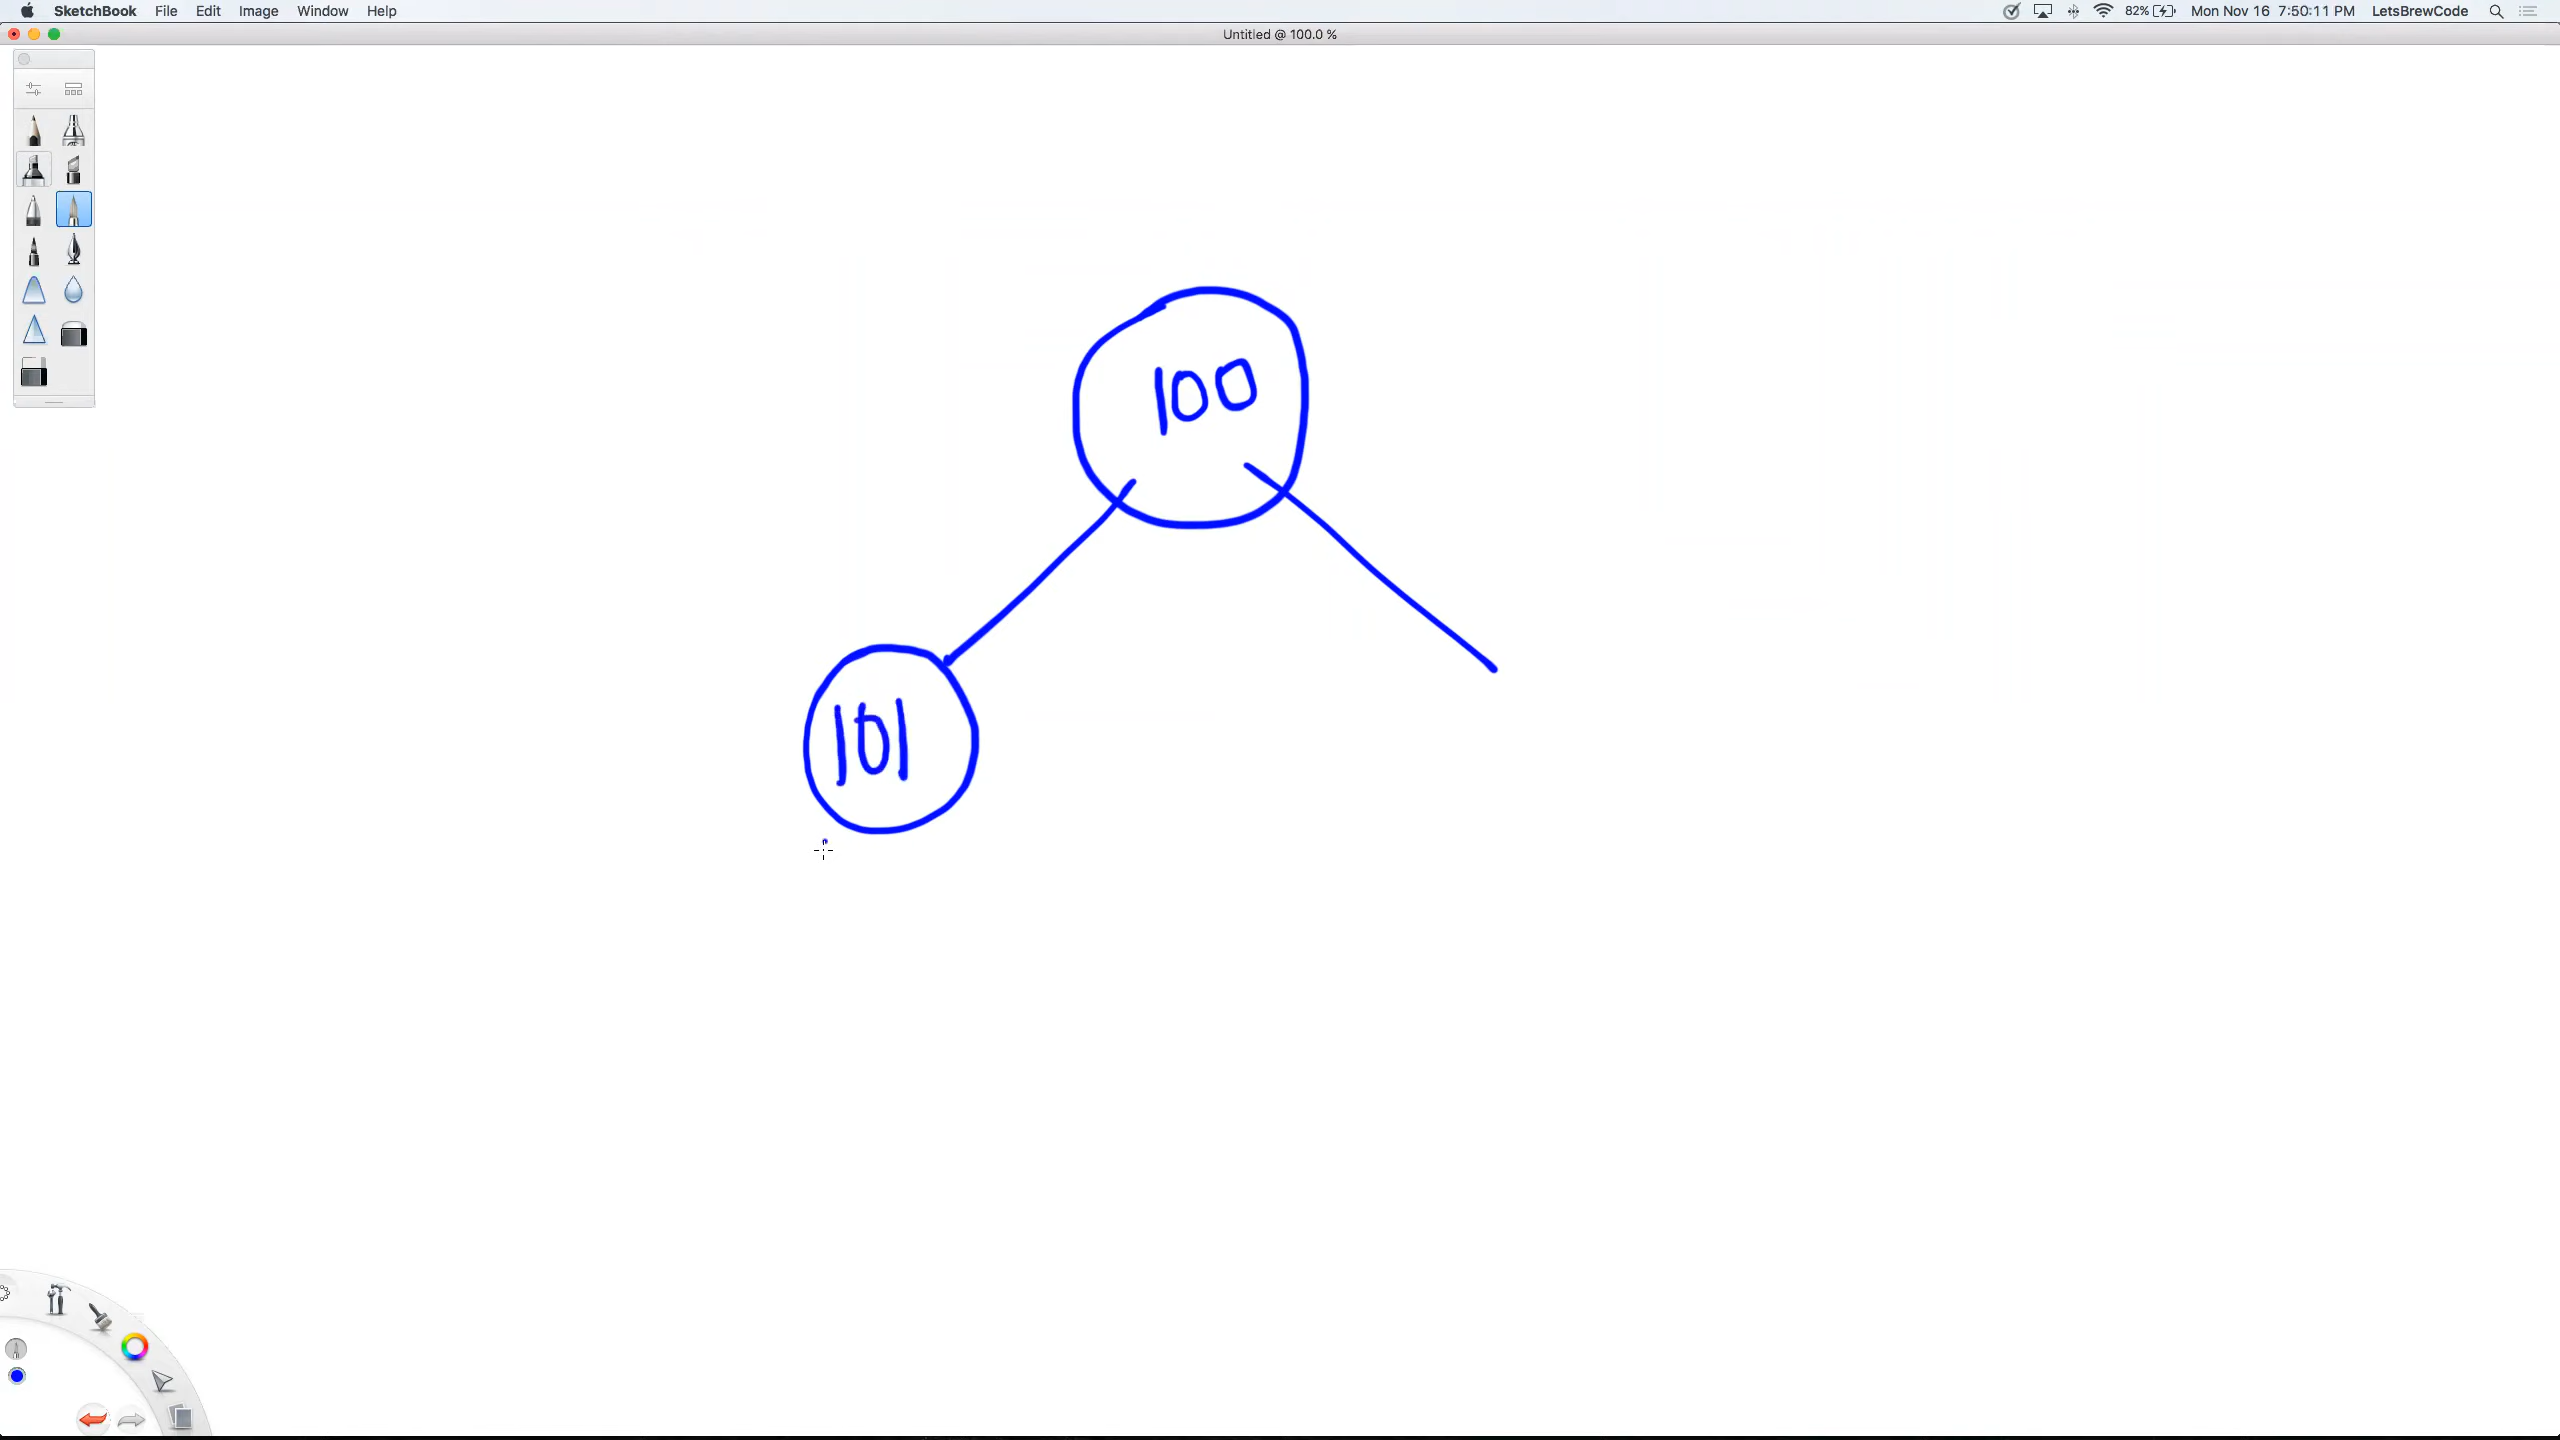 SketchBook File Edit Image Window Help 82% Mon Nov 16 7:50:11 PM LetsBrewCode
Untitled @ 100.0 %
100
101